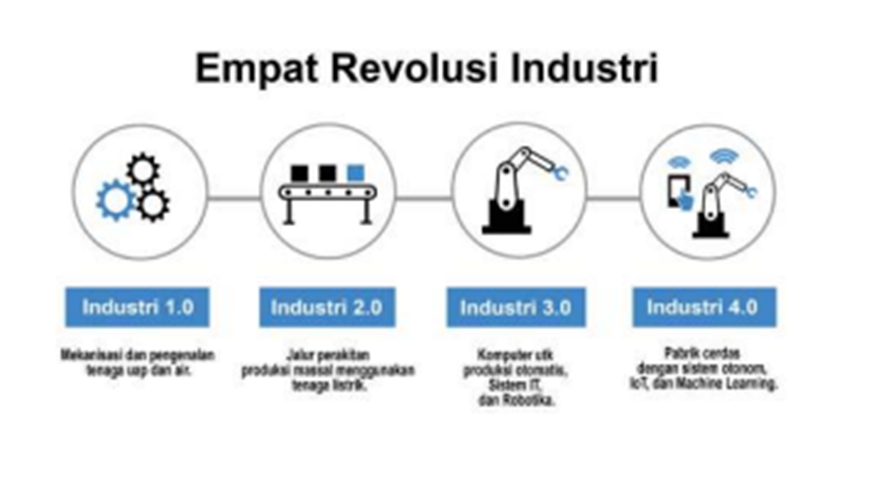 Empat Revolusi Industri
Industri 1.0
Mekanisasi dan pengenalan
tenaga uap dan air.
Industri 2.0
Jalur perakitan
produksi massal menggunakan
tenaga listrik.
Industri 3.0
Komputer utk
produksi otomatis,
Sistem IT,
dan Robotika.
Industri 4.0
Pabrik cerdas
dengan sistem otonom,
IoT, dan Machine Learning.